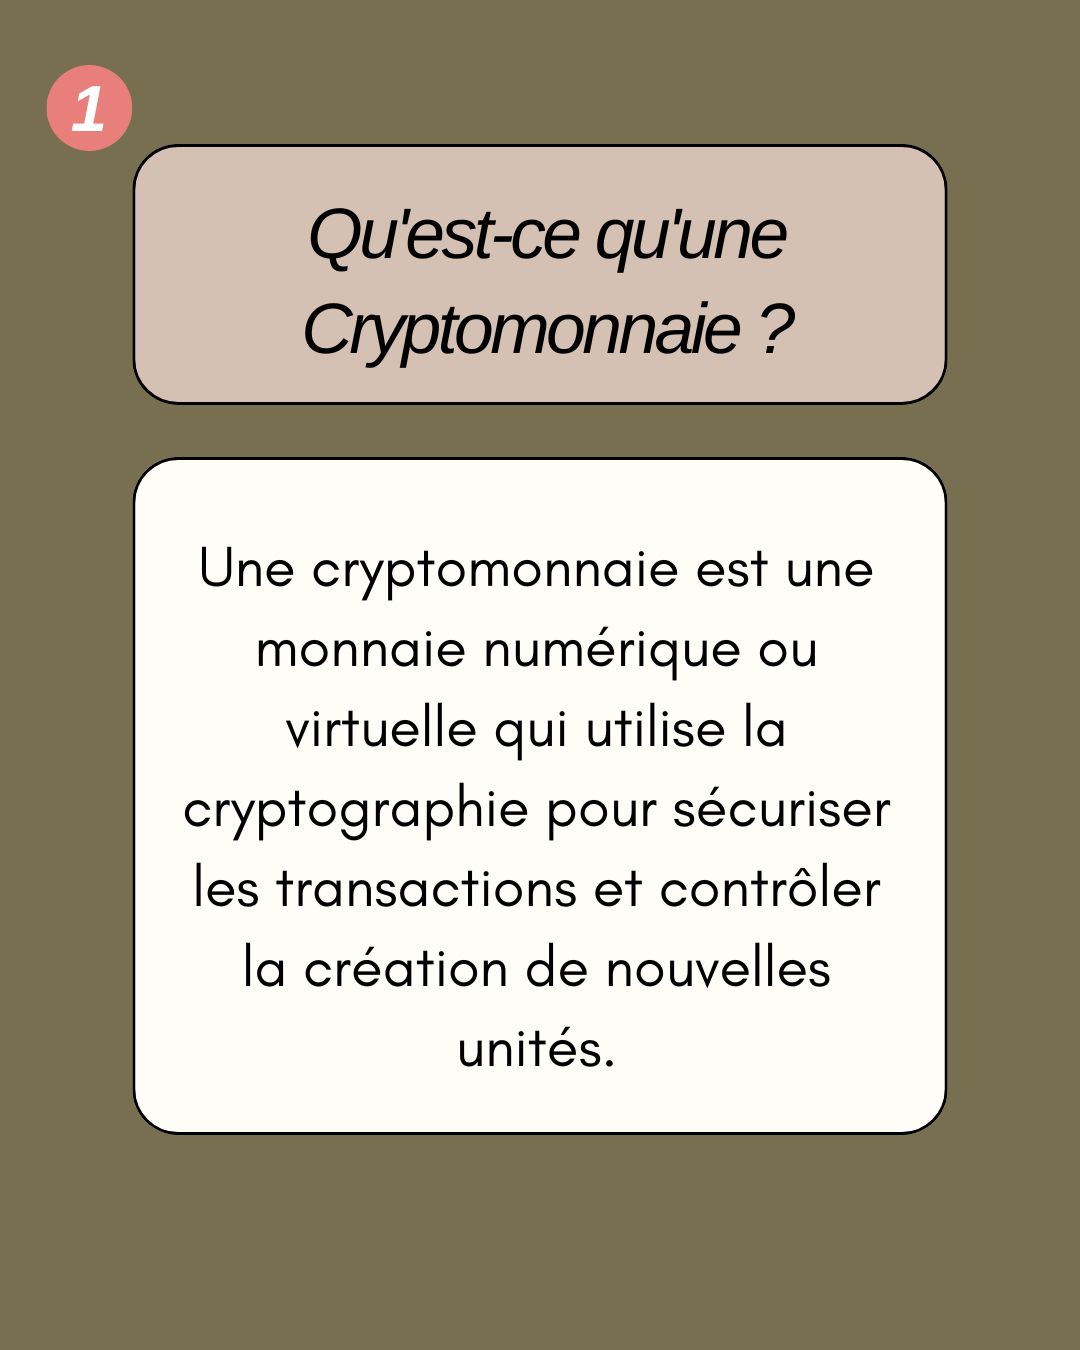 1
Qu'est-ce qu'une
Cryptomonnaie ?
Une cryptomonnaie est une
monnaie numérique ou
virtuelle qui utilise la
cryptographie pour sécuriser
les transactions et contrôler
la création de nouvelles
unités.